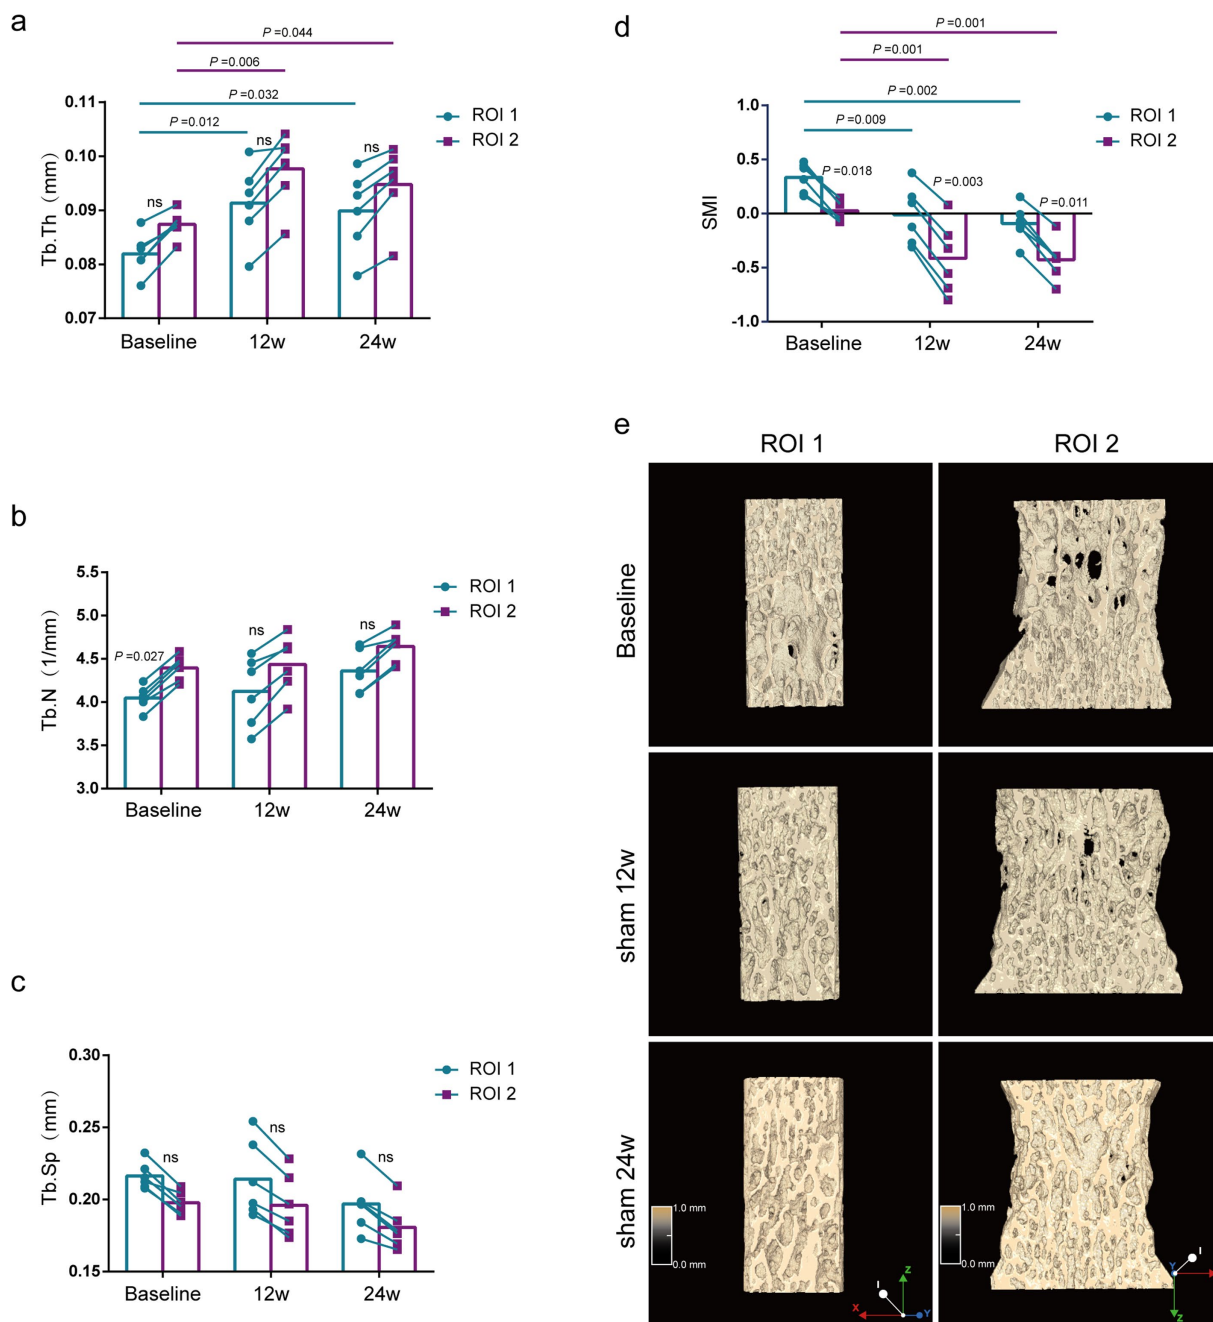 a
P =0.044
P =0.006
P =0.032
P =0.012
0.11
0.10
0.09
0.08
0.07
Tb.Th (mm)
ns
ns
ns
Baseline
12w
24w
ROI 1
ROI 2
b
5.5
5.0
4.5
4.0
3.5
3.0
Tb.N (1/mm)
P =0.027
ns
ns
Baseline
12w
24w
ROI 1
ROI 2
c
0.30
0.25
0.20
0.15
Tb.Sp (mm)
ns
ns
ns
Baseline
12w
24w
ROI 1
ROI 2
d
P =0.001
P =0.001
P =0.002
P =0.009
1.0
0.5
0.0
-0.5
-1.0
SMI
P =0.018
P =0.003
P =0.011
Baseline
12w
24w
ROI 1
ROI 2
e
ROI 1
ROI 2
Baseline
sham 12w
sham 24w
1.0 mm
0.0 mm
I
Z
X
Y
1.0 mm
0.0 mm
I
Y
Z